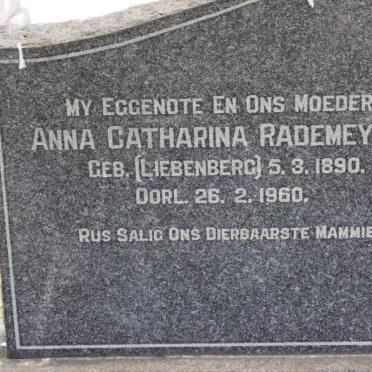 MY EGGENOTE EN ONS MOEDER
ANNA CATHARINA RADEMEY
GEB. (LIEBENBERG) 5. 3. 1890.
OORL. 26. 2. 1960.
RUS SALIG ONS DIERBAARSTE MAMMIE